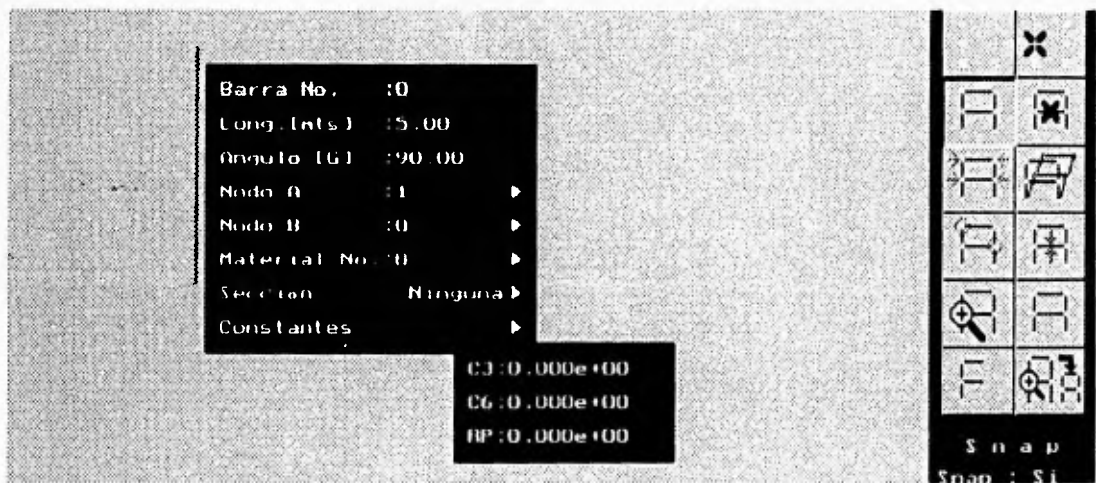 Barra No. :0
Long.[mts] :5.00
Angulo [G] :90.00
Nodo A :1
Nodo B :0
Material No.:0
Seccion Ninguna
Constantes
C3:0.000e+00
C6:0.000e+00
AP:0.000e+00
Snap
Snap : Si